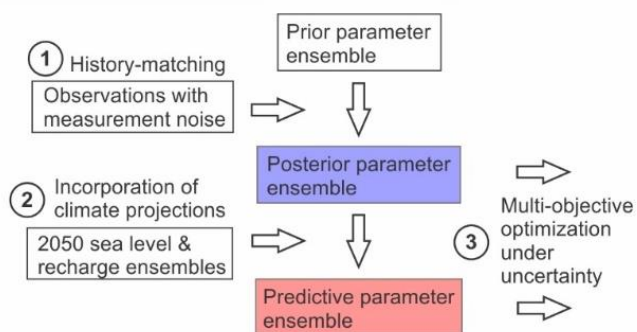 Prior parameter
ensemble
1
History-matching
Observations with
measurement noise
Posterior parameter
ensemble
2
Incorporation of
climate projections
2050 sea level &
recharge ensembles
3
Multi-objective
optimization
under
uncertainty
Predictive parameter
ensemble